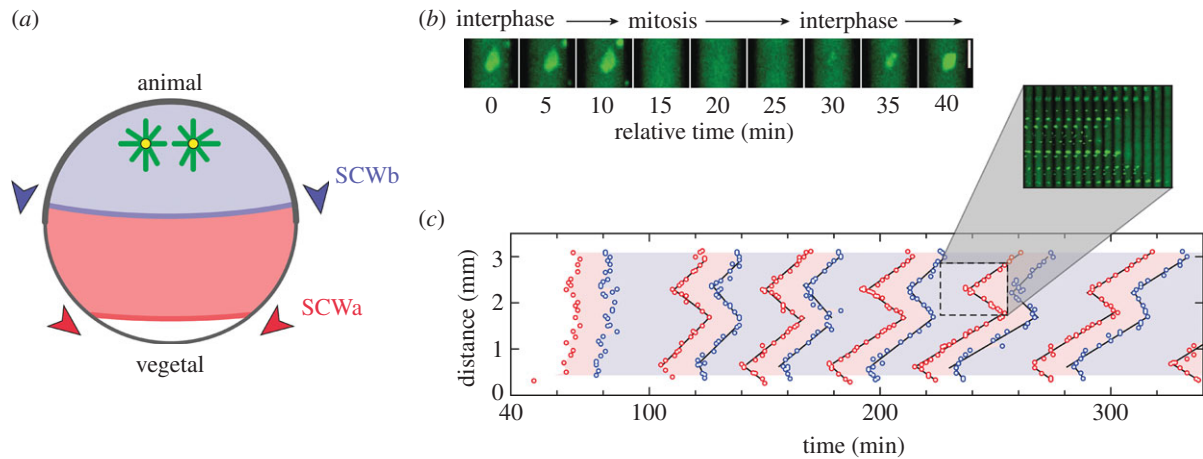 (a)
animal
SCWb
SCWa
vegetal
(b)
interphase mitosis interphase
0 5 10 15 20 25 30 35 40
relative time (min)
(c)
distance (mm)
3
2
1
0
40 100 200 300
time (min)